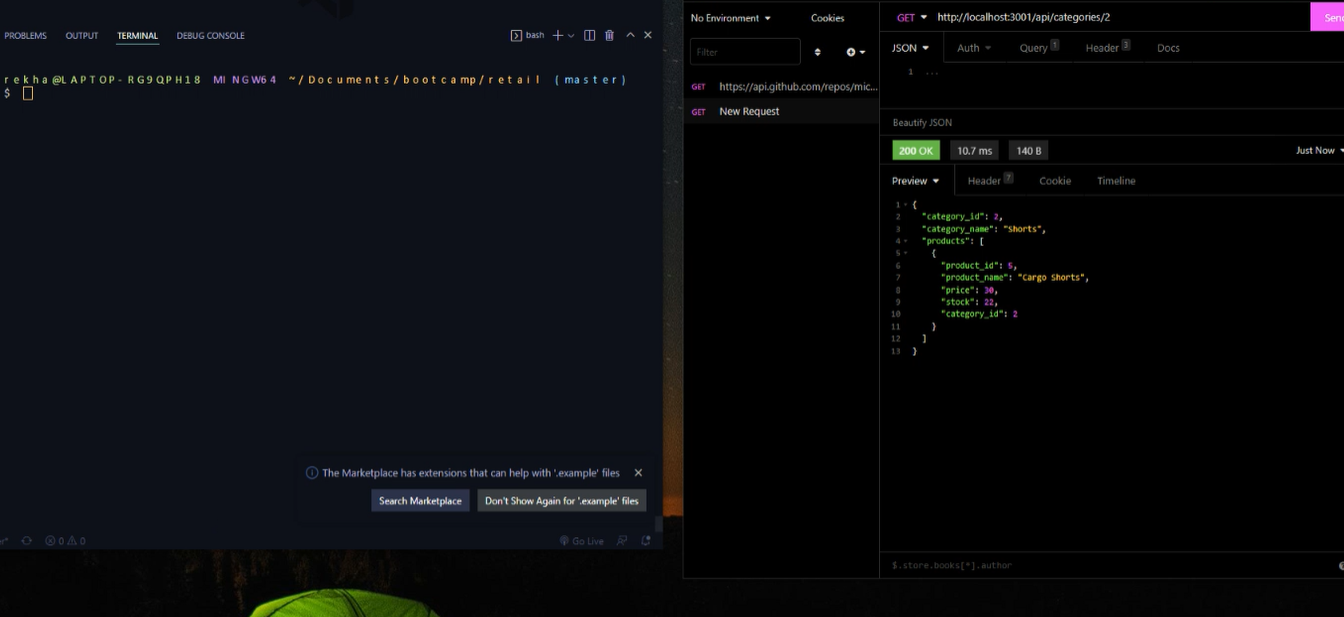 PROBLEMS OUTPUT TERMINAL DEBUG CONSOLE bash
rekha@LAPTOP-RG9QPH18 MINGW64 ~/Documents/bootcamp/retail (master)
$
The Marketplace has extensions that can help with '.example' files
Search Marketplace Don't Show Again for '.example' files
0 0 Go Live
No Environment Cookies
Filter
GET https://api.github.com/repos/mic...
GET New Request
GET http://localhost:3001/api/categories/2
JSON Auth Query 1 Header 3 Docs
1 ...
Beautify JSON
200 OK 10.7 ms 140 B Just Now
Preview Header 7 Cookie Timeline
1 {
2 "category_id": 2,
3 "category_name": "Shorts",
4 "products": [
5 {
6 "product_id": 5,
7 "product_name": "Cargo Shorts",
8 "price": 30,
9 "stock": 22,
10 "category_id": 2
11 }
12 ]
13 }
$.store.books[*].author